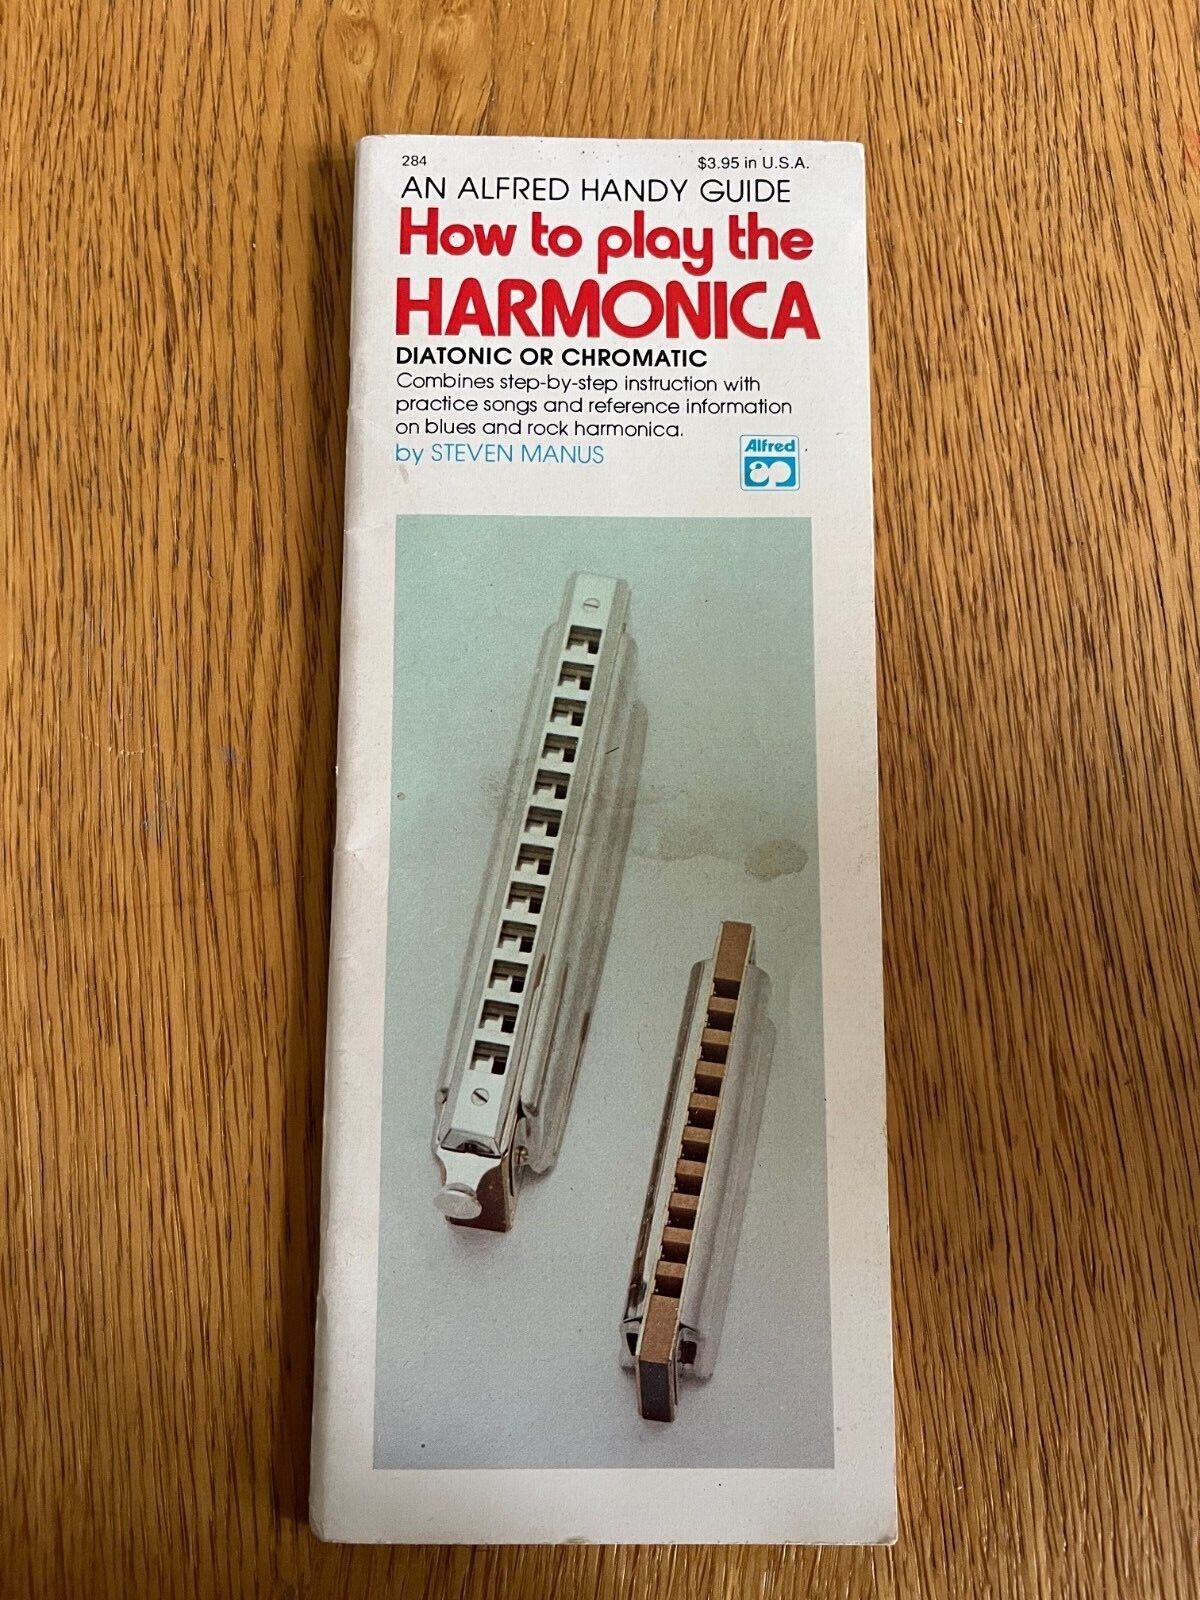 284
$3.95 in U.S.A.
AN ALFRED HANDY GUIDE
How to play the
HARMONICA
DIATONIC OR CHROMATIC
Combines step-by-step instruction with
practice songs and reference information
on blues and rock harmonica.
by STEVEN MANUS
Alfred